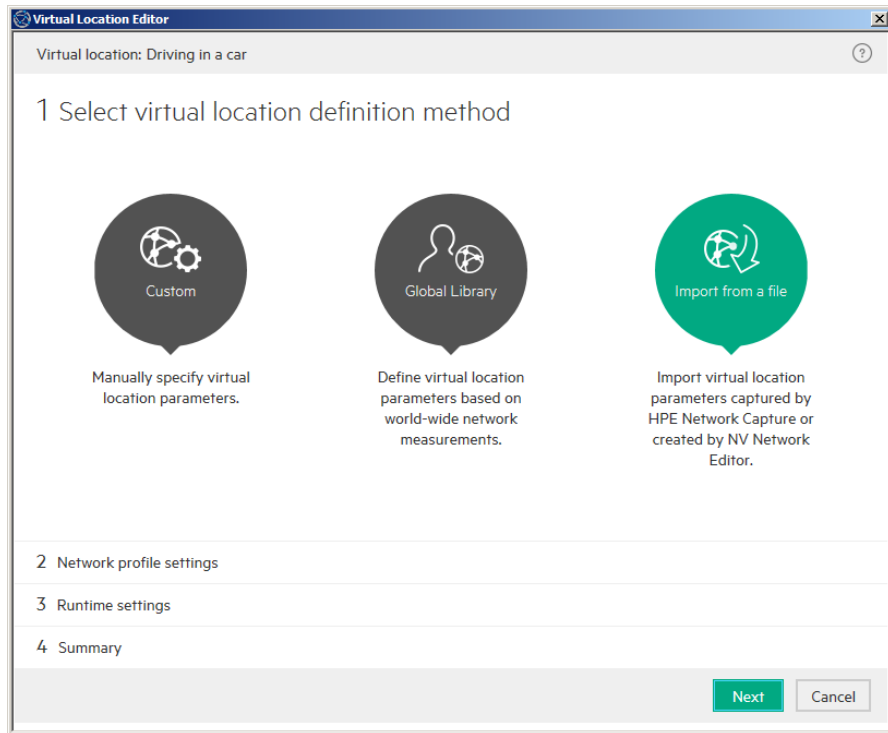 Virtual Location Editor
Virtual location: Driving in a car
?
1 Select virtual location definition method
Custom
Manually specify virtual
location parameters.
Global Library
Define virtual location
parameters based on
world-wide network
measurements.
Import from a file
Import virtual location
parameters captured by
HPE Network Capture or
created by NV Network
Editor.
2 Network profile settings
3 Runtime settings
4 Summary
Next
Cancel